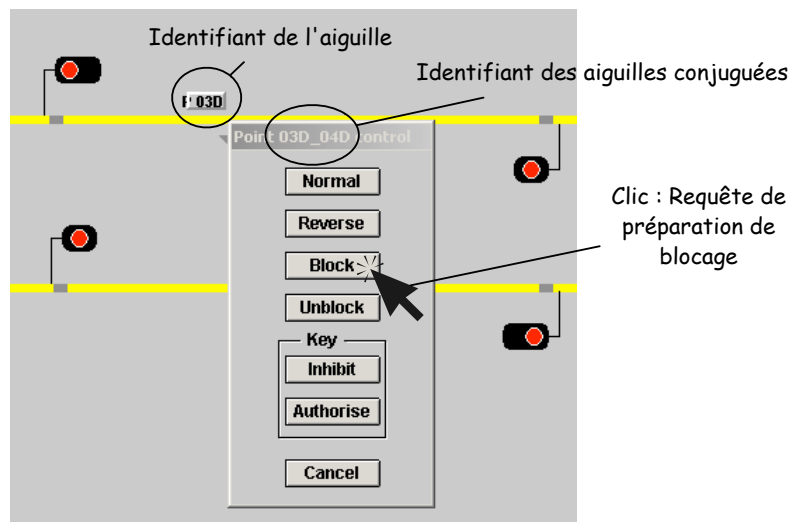 Identifiant de l'aiguille
Identifiant des aiguilles conjuguées
P 03D
Point 03D_04D control
Normal
Reverse
Block
Unblock
Key
Inhibit
Authorise
Cancel
Clic : Requête de
préparation de
blocage